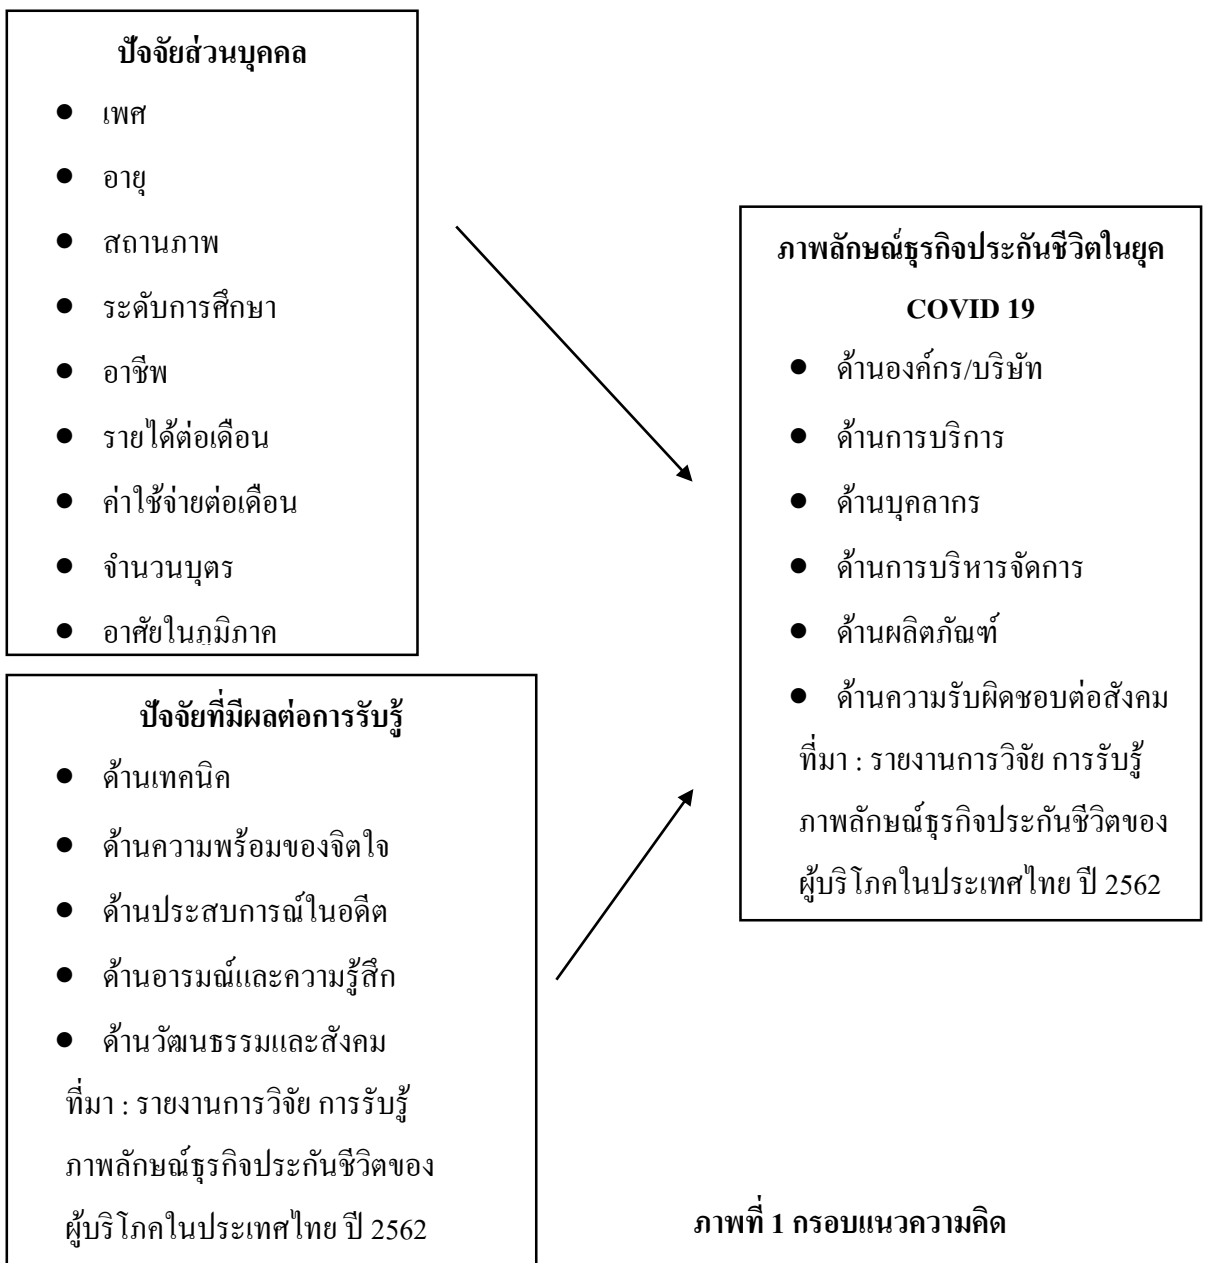 ปัจจัยส่วนบุคคล
● เพศ
● อายุ
● สถานภาพ
● ระดับการศึกษา
● อาชีพ
● รายได้ต่อเดือน
● ค่าใช้จ่ายต่อเดือน
● จำนวนบุตร
● อาศัยในภูมิภาค
ปัจจัยที่มีผลต่อการรับรู้
● ด้านเทคนิค
● ด้านความพร้อมของจิตใจ
● ด้านประสบการณ์ในอดีต
● ด้านอารมณ์และความรู้สึก
● ด้านวัฒนธรรมและสังคม
ที่มา : รายงานการวิจัย การรับรู้
ภาพลักษณ์ธุรกิจประกันชีวิตของ
ผู้บริโภคในประเทศไทย ปี 2562
ภาพลักษณ์ธุรกิจประกันชีวิตในยุค
COVID 19
● ด้านองค์กร/บริษัท
● ด้านการบริการ
● ด้านบุคลากร
● ด้านการบริหารจัดการ
● ด้านผลิตภัณฑ์
● ด้านความรับผิดชอบต่อสังคม
ที่มา : รายงานการวิจัย การรับรู้
ภาพลักษณ์ธุรกิจประกันชีวิตของ
ผู้บริโภคในประเทศไทย ปี 2562
ภาพที่ 1 กรอบแนวความคิด